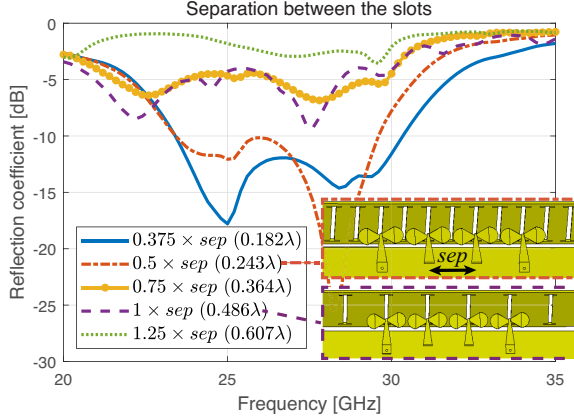 Separation between the slots
Reflection coefficient [dB]
0
-5
-10
-15
-20
-25
-30
0.375 × sep (0.182λ)
0.5 × sep (0.243λ)
0.75 × sep (0.364λ)
1 × sep (0.486λ)
1.25 × sep (0.607λ)
sep
20
25
30
35
Frequency [GHz]